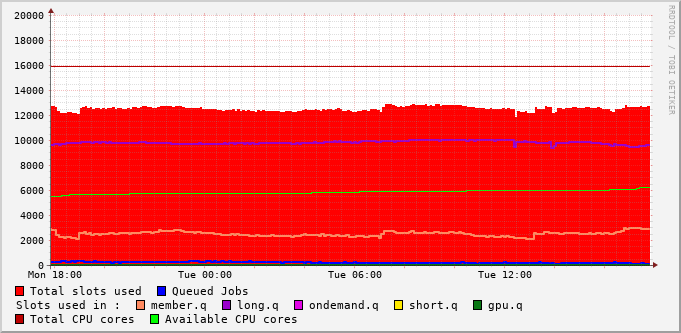 20000
18000
16000
14000
12000
10000
8000
6000
4000
2000
0
Mon 18:00 Tue 00:00 Tue 06:00 Tue 12:00
Total slots used Queued Jobs
Slots used in : member.q long.q ondemand.q short.q gpu.q
Total CPU cores Available CPU cores
RRDTOOL / TOBI OETIKER